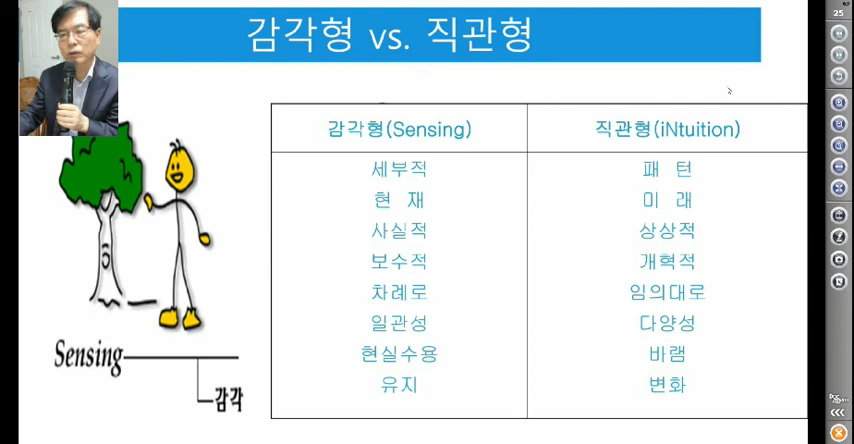 25
감각형 vs. 직관형
감각형(Sensing) 직관형(iNtuition)
세부적 패 턴
현 재 미 래
사실적 상상적
보수적 개혁적
차례로 임의대로
일관성 다양성
현실수용 바램
유지 변화
Sensing
감각